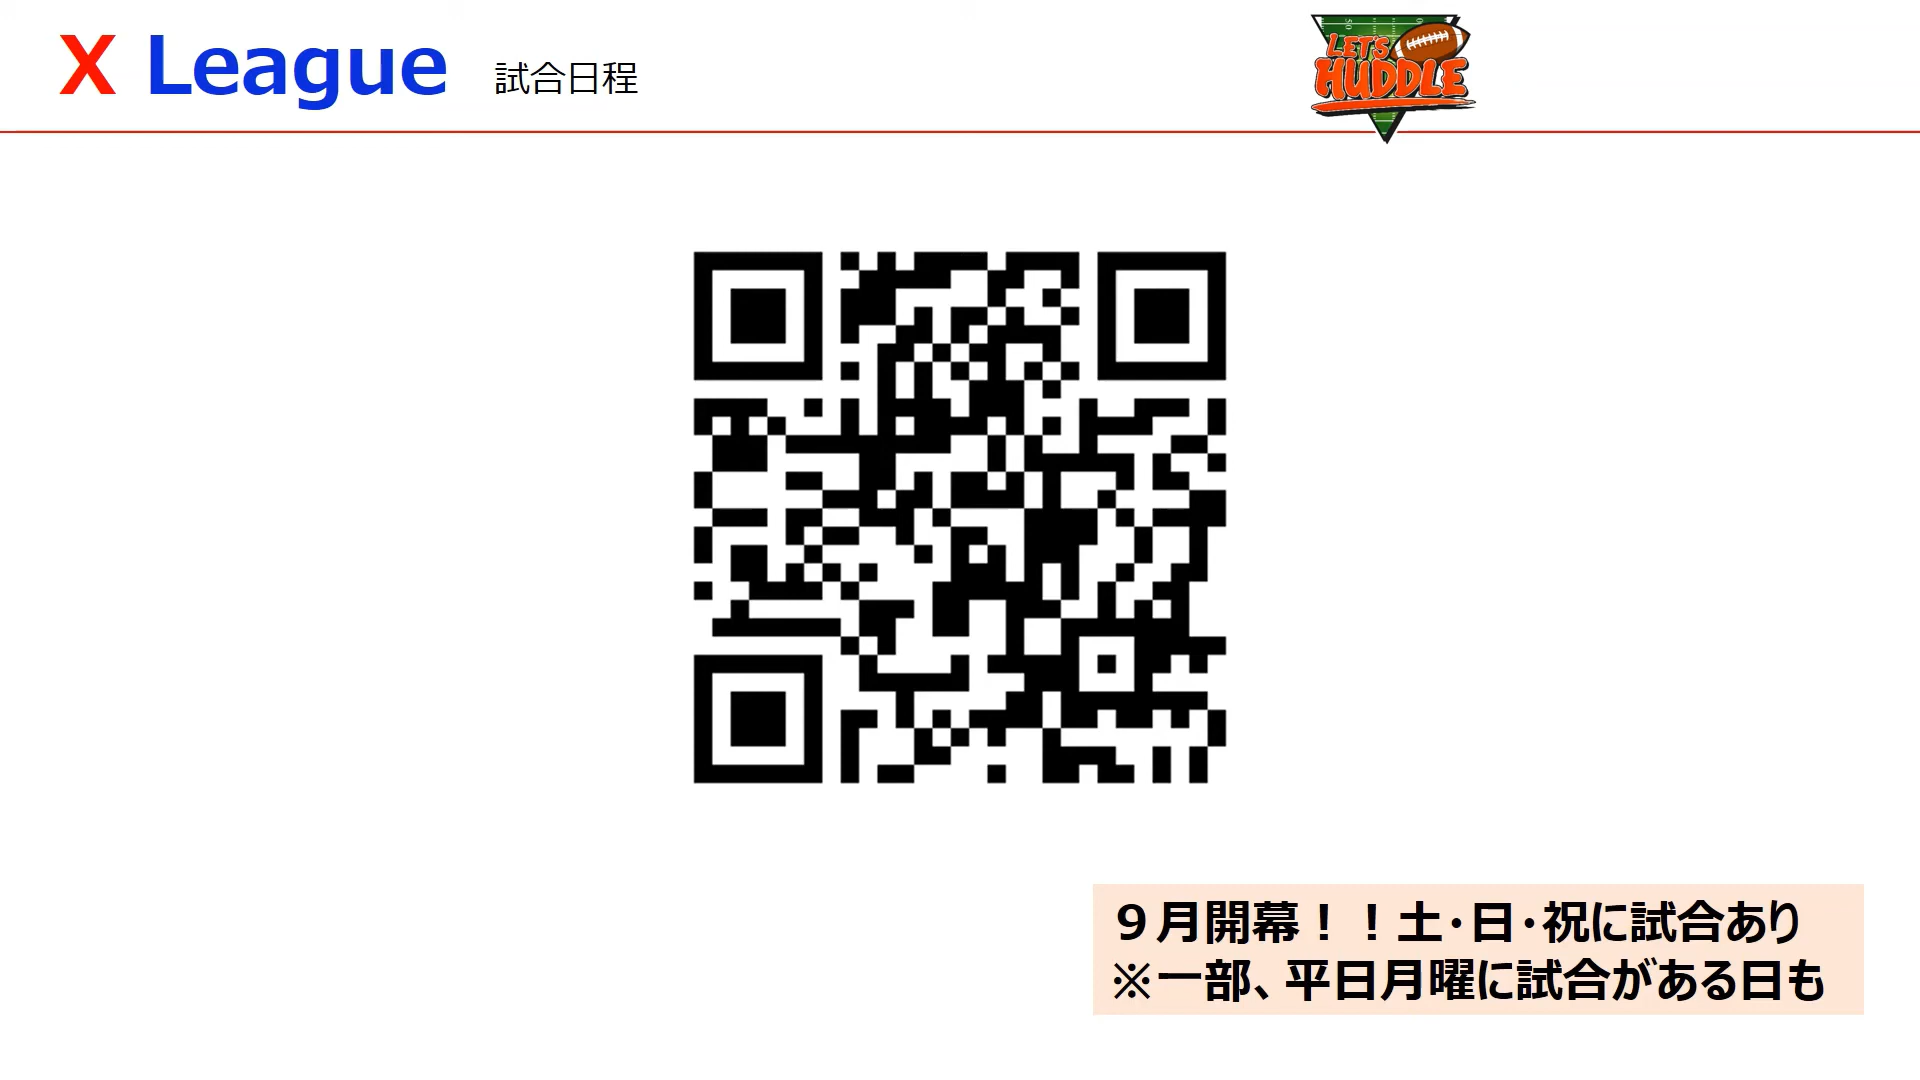 X League 試合日程
LET'S
HUDDLE
９月開幕！！土･日･祝に試合あり
※一部、平日月曜に試合がある日も